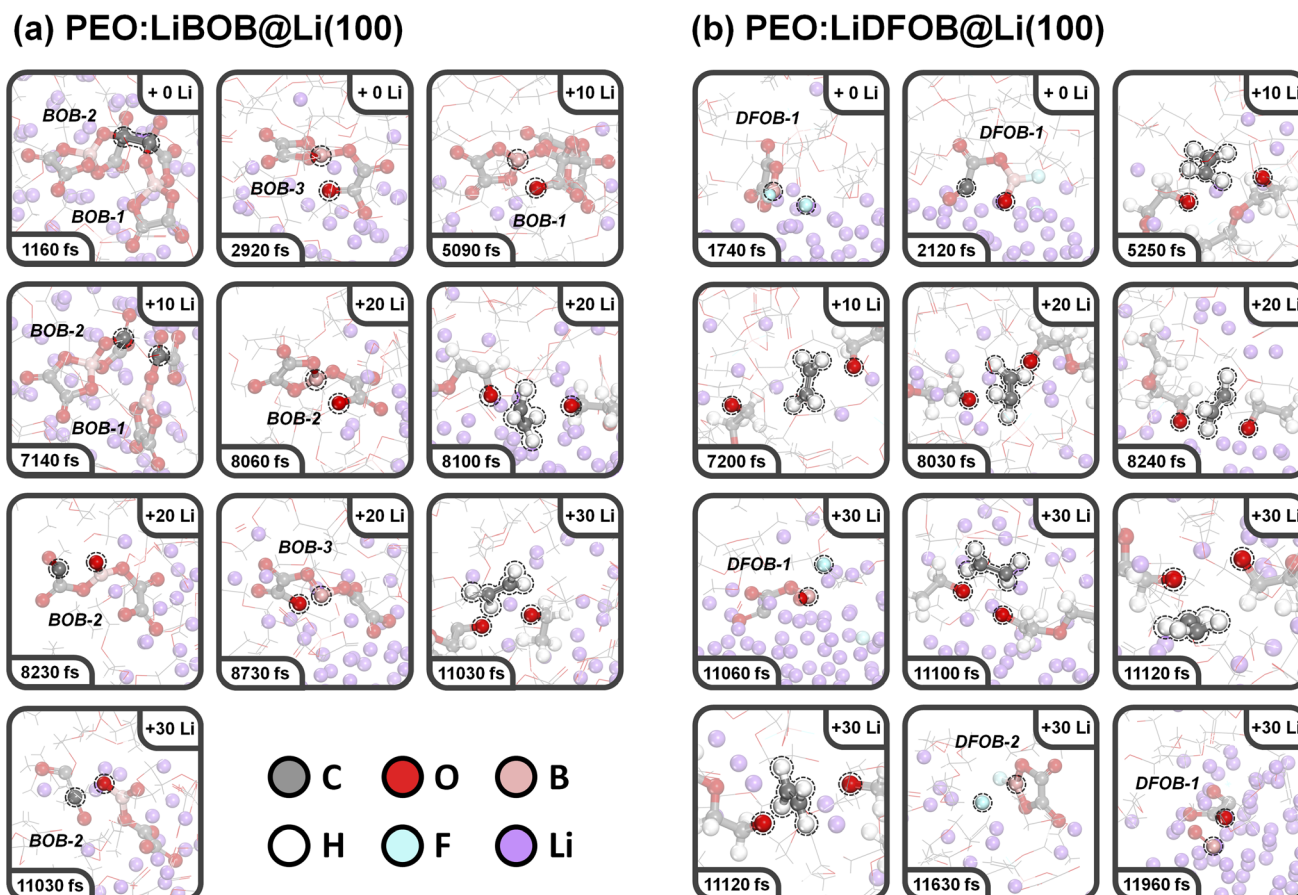 (a) PEO:LiBOB@Li(100)
+ 0 Li
BOB-2
BOB-1
1160 fs
+ 0 Li
BOB-3
2920 fs
+10 Li
BOB-1
5090 fs
+10 Li
BOB-2
BOB-1
7140 fs
+20 Li
BOB-2
8060 fs
+20 Li
8100 fs
+20 Li
BOB-2
8230 fs
+20 Li
BOB-3
8730 fs
+30 Li
11030 fs
+30 Li
BOB-2
11030 fs
C
O
B
H
F
Li
(b) PEO:LiDFOB@Li(100)
+ 0 Li
DFOB-1
1740 fs
+ 0 Li
DFOB-1
2120 fs
+10 Li
5250 fs
+10 Li
7200 fs
+20 Li
8030 fs
+20 Li
8240 fs
+30 Li
DFOB-1
11060 fs
+30 Li
11100 fs
+30 Li
11120 fs
+30 Li
11120 fs
+30 Li
DFOB-2
11630 fs
+30 Li
DFOB-1
11960 fs